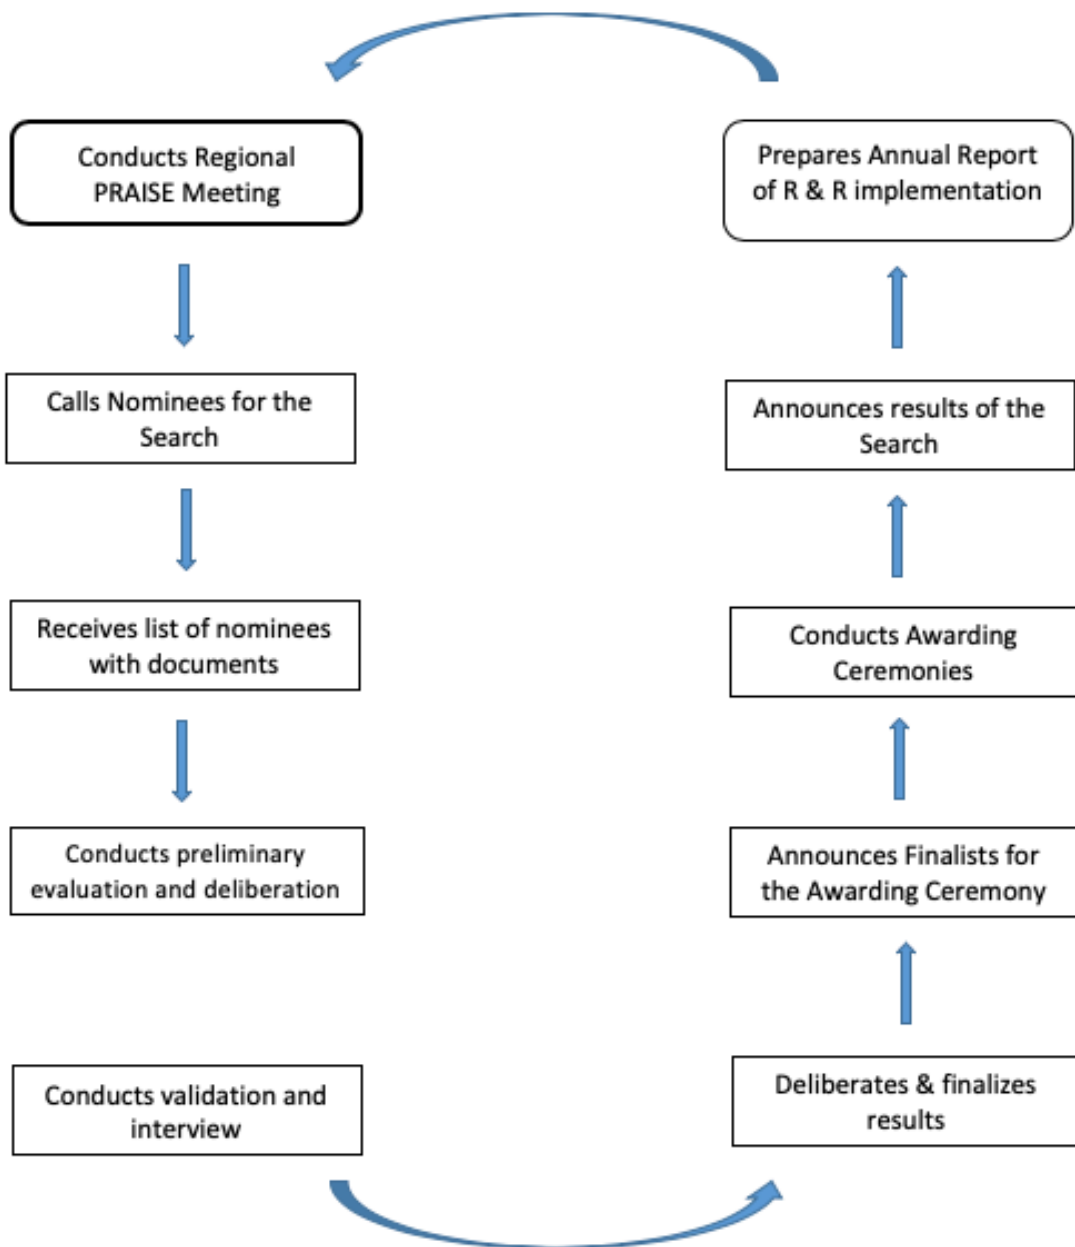 Conducts Regional
PRAISE Meeting
Calls Nominees for the
Search
Receives list of nominees
with documents
Conducts preliminary
evaluation and deliberation
Conducts validation and
interview
Deliberates & finalizes
results
Announces Finalists for
the Awarding Ceremony
Conducts Awarding
Ceremonies
Announces results of the
Search
Prepares Annual Report
of R & R implementation